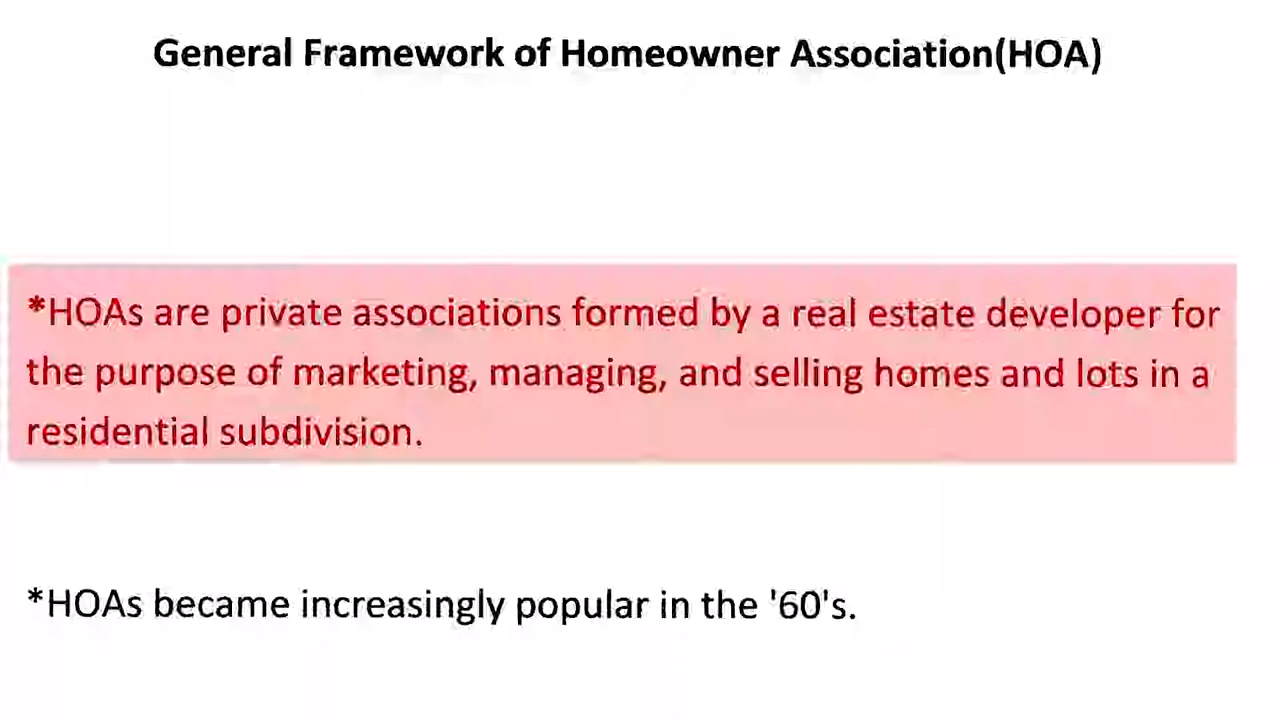 General Framework of Homeowner Association(HOA)
*HOAs are private associations formed by a real estate developer for
the purpose of marketing, managing, and selling homes and lots in a
residential subdivision.
*HOAs became increasingly popular in the '60's.